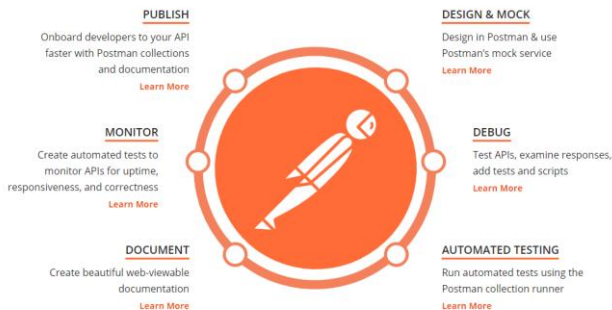 PUBLISH
Onboard developers to your API
faster with Postman collections
and documentation
Learn More
DESIGN & MOCK
Design in Postman & use
Postman's mock service
Learn More
MONITOR
Create automated tests to
monitor APIs for uptime,
responsiveness, and correctness
Learn More
DEBUG
Test APIs, examine responses,
add tests and scripts
Learn More
DOCUMENT
Create beautiful web-viewable
documentation
Learn More
AUTOMATED TESTING
Run automated tests using the
Postman collection runner
Learn More